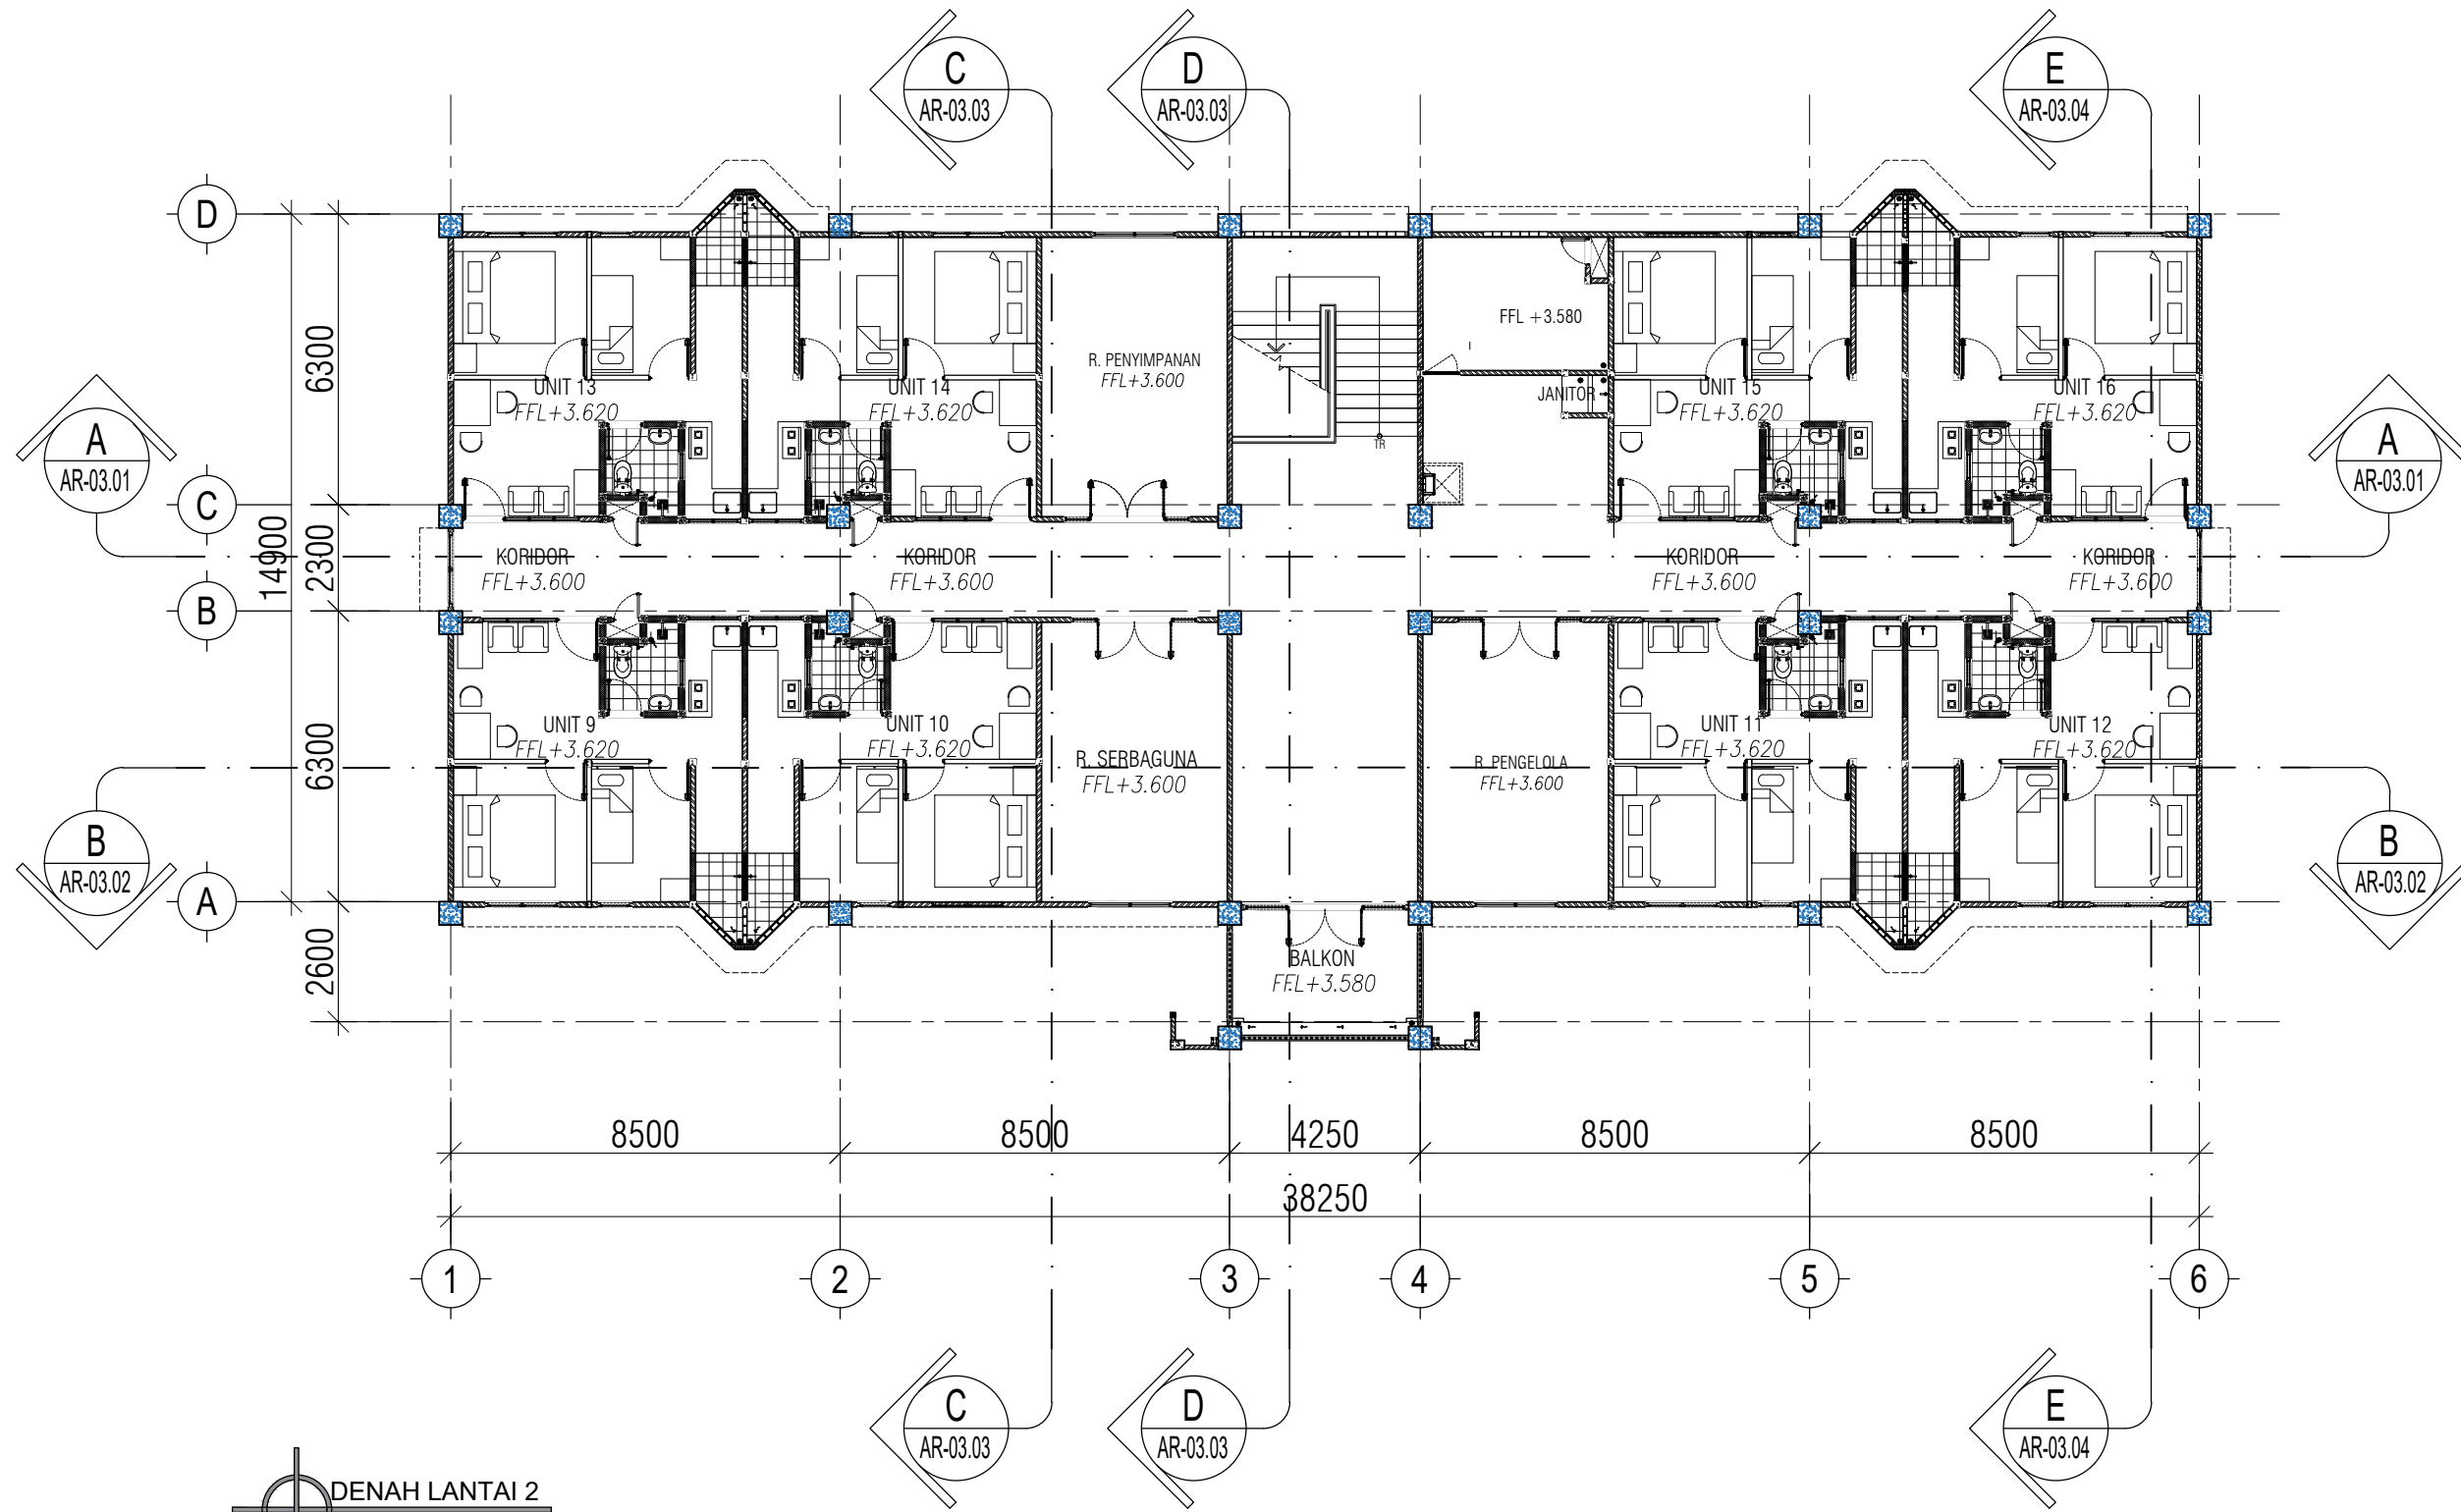 C
AR-03.03
D
AR-03.03
E
AR-03.04
D
6300
FFL +3.580
R. PENYIMPANAN
FFL+3.600
UNIT 13
FFL+3.620
UNIT 14
FFL+3.620
JANITOR
UNIT 15
FFL+3.620
UNIT 16
FFL+3.620
TR
A
AR-03.01
A
AR-03.01
C
14900
2300
KORIDOR
FFL+3.600
KORIDOR
FFL+3.600
KORIDOR
FFL+3.600
KORIDOR
FFL+3.600
B
6300
UNIT 9
FFL+3.620
UNIT 10
FFL+3.620
R. SERBAGUNA
FFL+3.600
R. PENGELOLA
FFL+3.600
UNIT 11
FFL+3.620
UNIT 12
FFL+3.620
B
AR-03.02
B
AR-03.02
A
2600
BALKON
FFL+3.580
8500
8500
4250
8500
8500
38250
1
2
3
4
5
6
C
AR-03.03
D
AR-03.03
E
AR-03.04
DENAH LANTAI 2